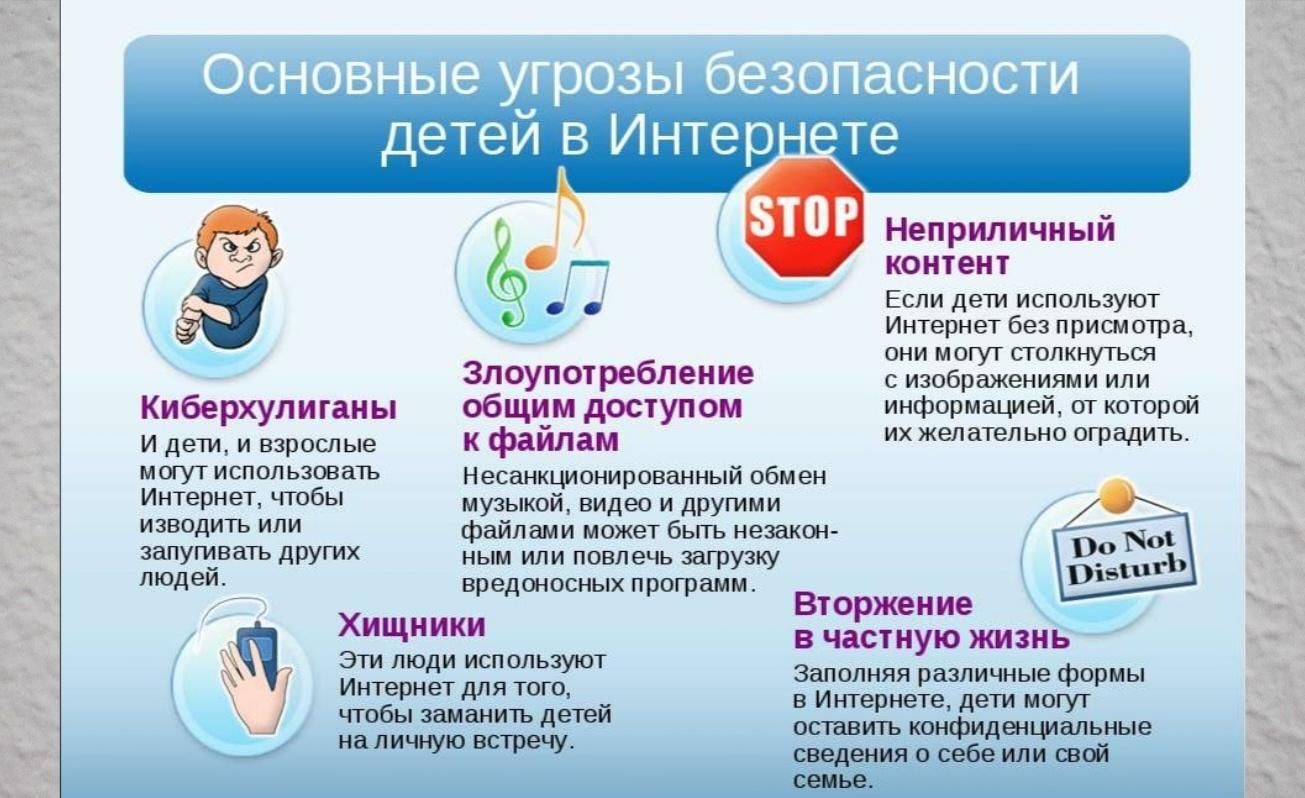 Основные угрозы безопасности
детей в Интернете
Киберхулиганы
И дети, и взрослые
могут использовать
Интернет, чтобы
изводить или
запугивать других
людей.
Злоупотребление
общим доступом
к файлам
Несанкционированный обмен
музыкой, видео и другими
файлами может быть незакон-
ным или повлечь загрузку
вредоносных программ.
STOP
Неприличный
контент
Если дети используют
Интернет без присмотра,
они могут столкнуться
с изображениями или
информацией, от которой
их желательно оградить.
Хищники
Эти люди используют
Интернет для того,
чтобы заманить детей
на личную встречу.
Do Not
Disturb
Вторжение
в частную жизнь
Заполняя различные формы
в Интернете, дети могут
оставить конфиденциальные
сведения о себе или свой
семье.